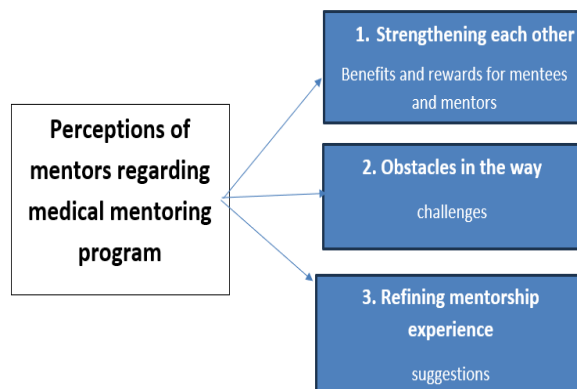 Perceptions of
mentors regarding
medical mentoring
program
1. Strengthening each other
Benefits and rewards for mentees
and mentors
2. Obstacles in the way
challenges
3. Refining mentorship
experience
suggestions